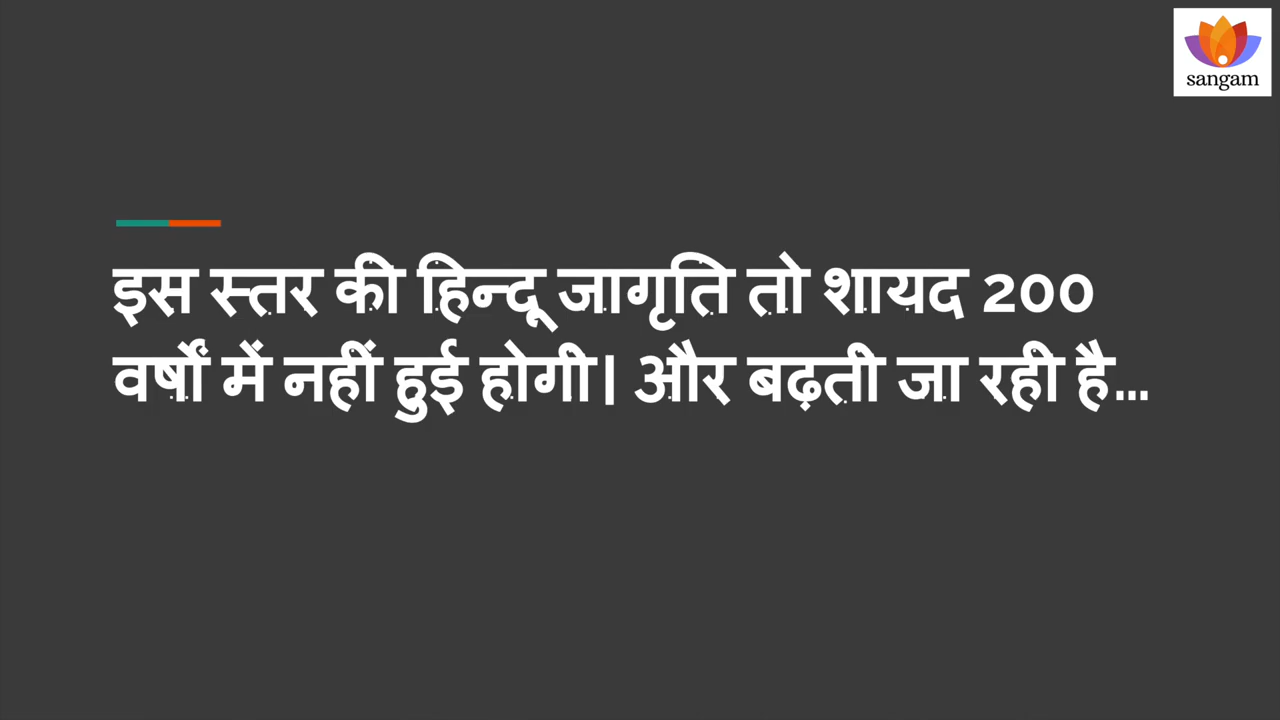 sangam
इस स्तर की हिन्दू जागृति तो शायद 200
वर्षों में नहीं हुई होगी। और बढ़ती जा रही है...